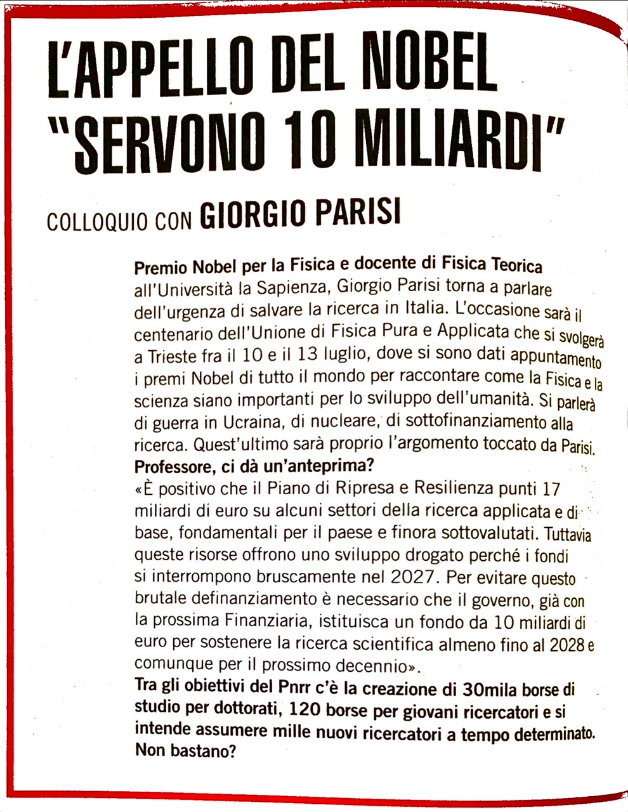 L'APPELLO DEL NOBEL
"SERVONO 10 MILIARDI"
COLLOQUIO CON GIORGIO PARISI
Premio Nobel per la Fisica e docente di Fisica Teorica
all'Università la Sapienza, Giorgio Parisi torna a parlare
dell'urgenza di salvare la ricerca in Italia. L'occasione sarà il
centenario dell'Unione di Fisica Pura e Applicata che si svolgerà
a Trieste fra il 10 e il 13 luglio, dove si sono dati appuntamento
i premi Nobel di tutto il mondo per raccontare come la Fisica e la
scienza siano importanti per lo sviluppo dell'umanità. Si parlerà
di guerra in Ucraina, di nucleare, di sottofinanziamento alla
ricerca. Quest'ultimo sarà proprio l'argomento toccato da Parisi.
Professore, ci dà un'anteprima?
«È positivo che il Piano di Ripresa e Resilienza punti 17
miliardi di euro su alcuni settori della ricerca applicata e di
base, fondamentali per il paese e finora sottovalutati. Tuttavia
queste risorse offrono uno sviluppo drogato perché i fondi
si interrompono bruscamente nel 2027. Per evitare questo
brutale definanziamento è necessario che il governo, già con
la prossima Finanziaria, istituisca un fondo da 10 miliardi di
euro per sostenere la ricerca scientifica almeno fino al 2028 e
comunque per il prossimo decennio».
Tra gli obiettivi del Pnrr c'è la creazione di 30mila borse di
studio per dottorati, 120 borse per giovani ricercatori e si
intende assumere mille nuovi ricercatori a tempo determinato.
Non bastano?